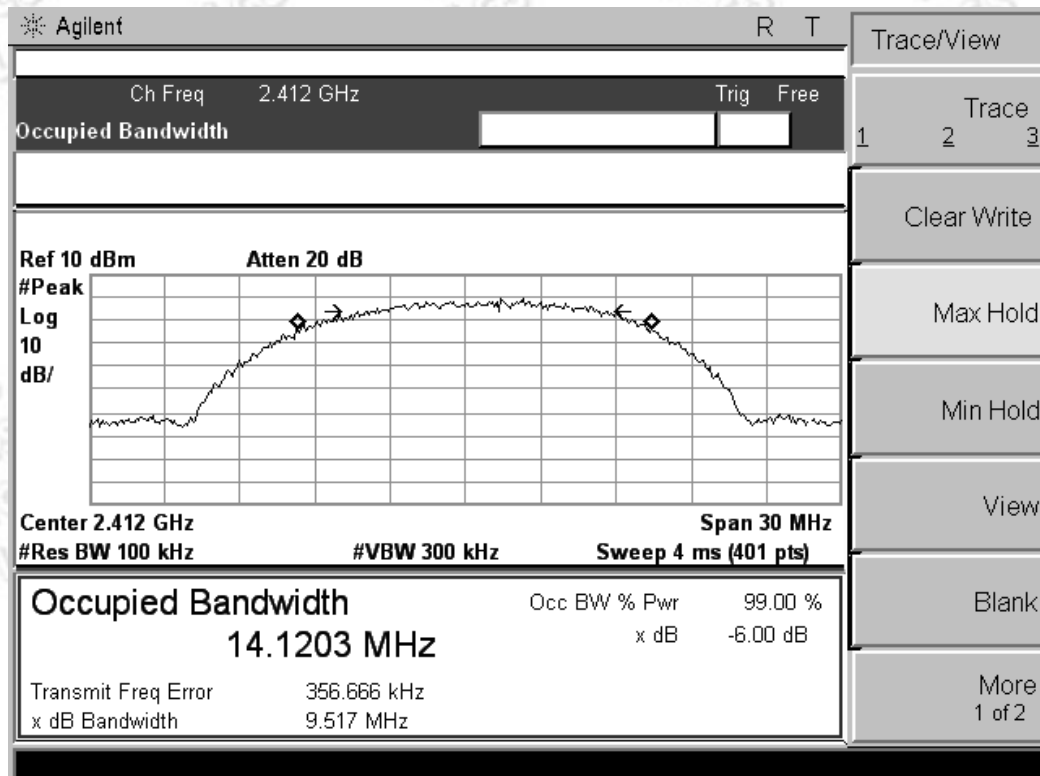 Agilent R T
Trace/View
Ch Freq 2.412 GHz Trig Free
Occupied Bandwidth
Trace
1 2 3
Clear Write
Ref 10 dBm Atten 20 dB
#Peak
Log
10
dB/
Max Hold
Min Hold
View
Center 2.412 GHz Span 30 MHz
#Res BW 100 kHz #VBW 300 kHz Sweep 4 ms (401 pts)
Occupied Bandwidth Occ BW % Pwr 99.00 %
14.1203 MHz x dB -6.00 dB
Blank
Transmit Freq Error 356.666 kHz
x dB Bandwidth 9.517 MHz
More
1 of 2